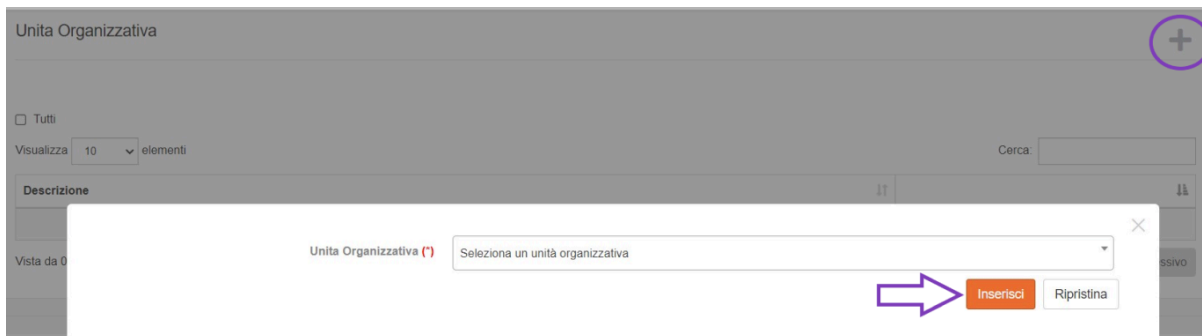 Unita Organizzativa
Tutti
Visualizza 10 elementi
Cerca:
Descrizione
Unita Organizzativa (*) Seleziona un unità organizzativa
Vista da 0
ssivo
Inserisci Ripristina